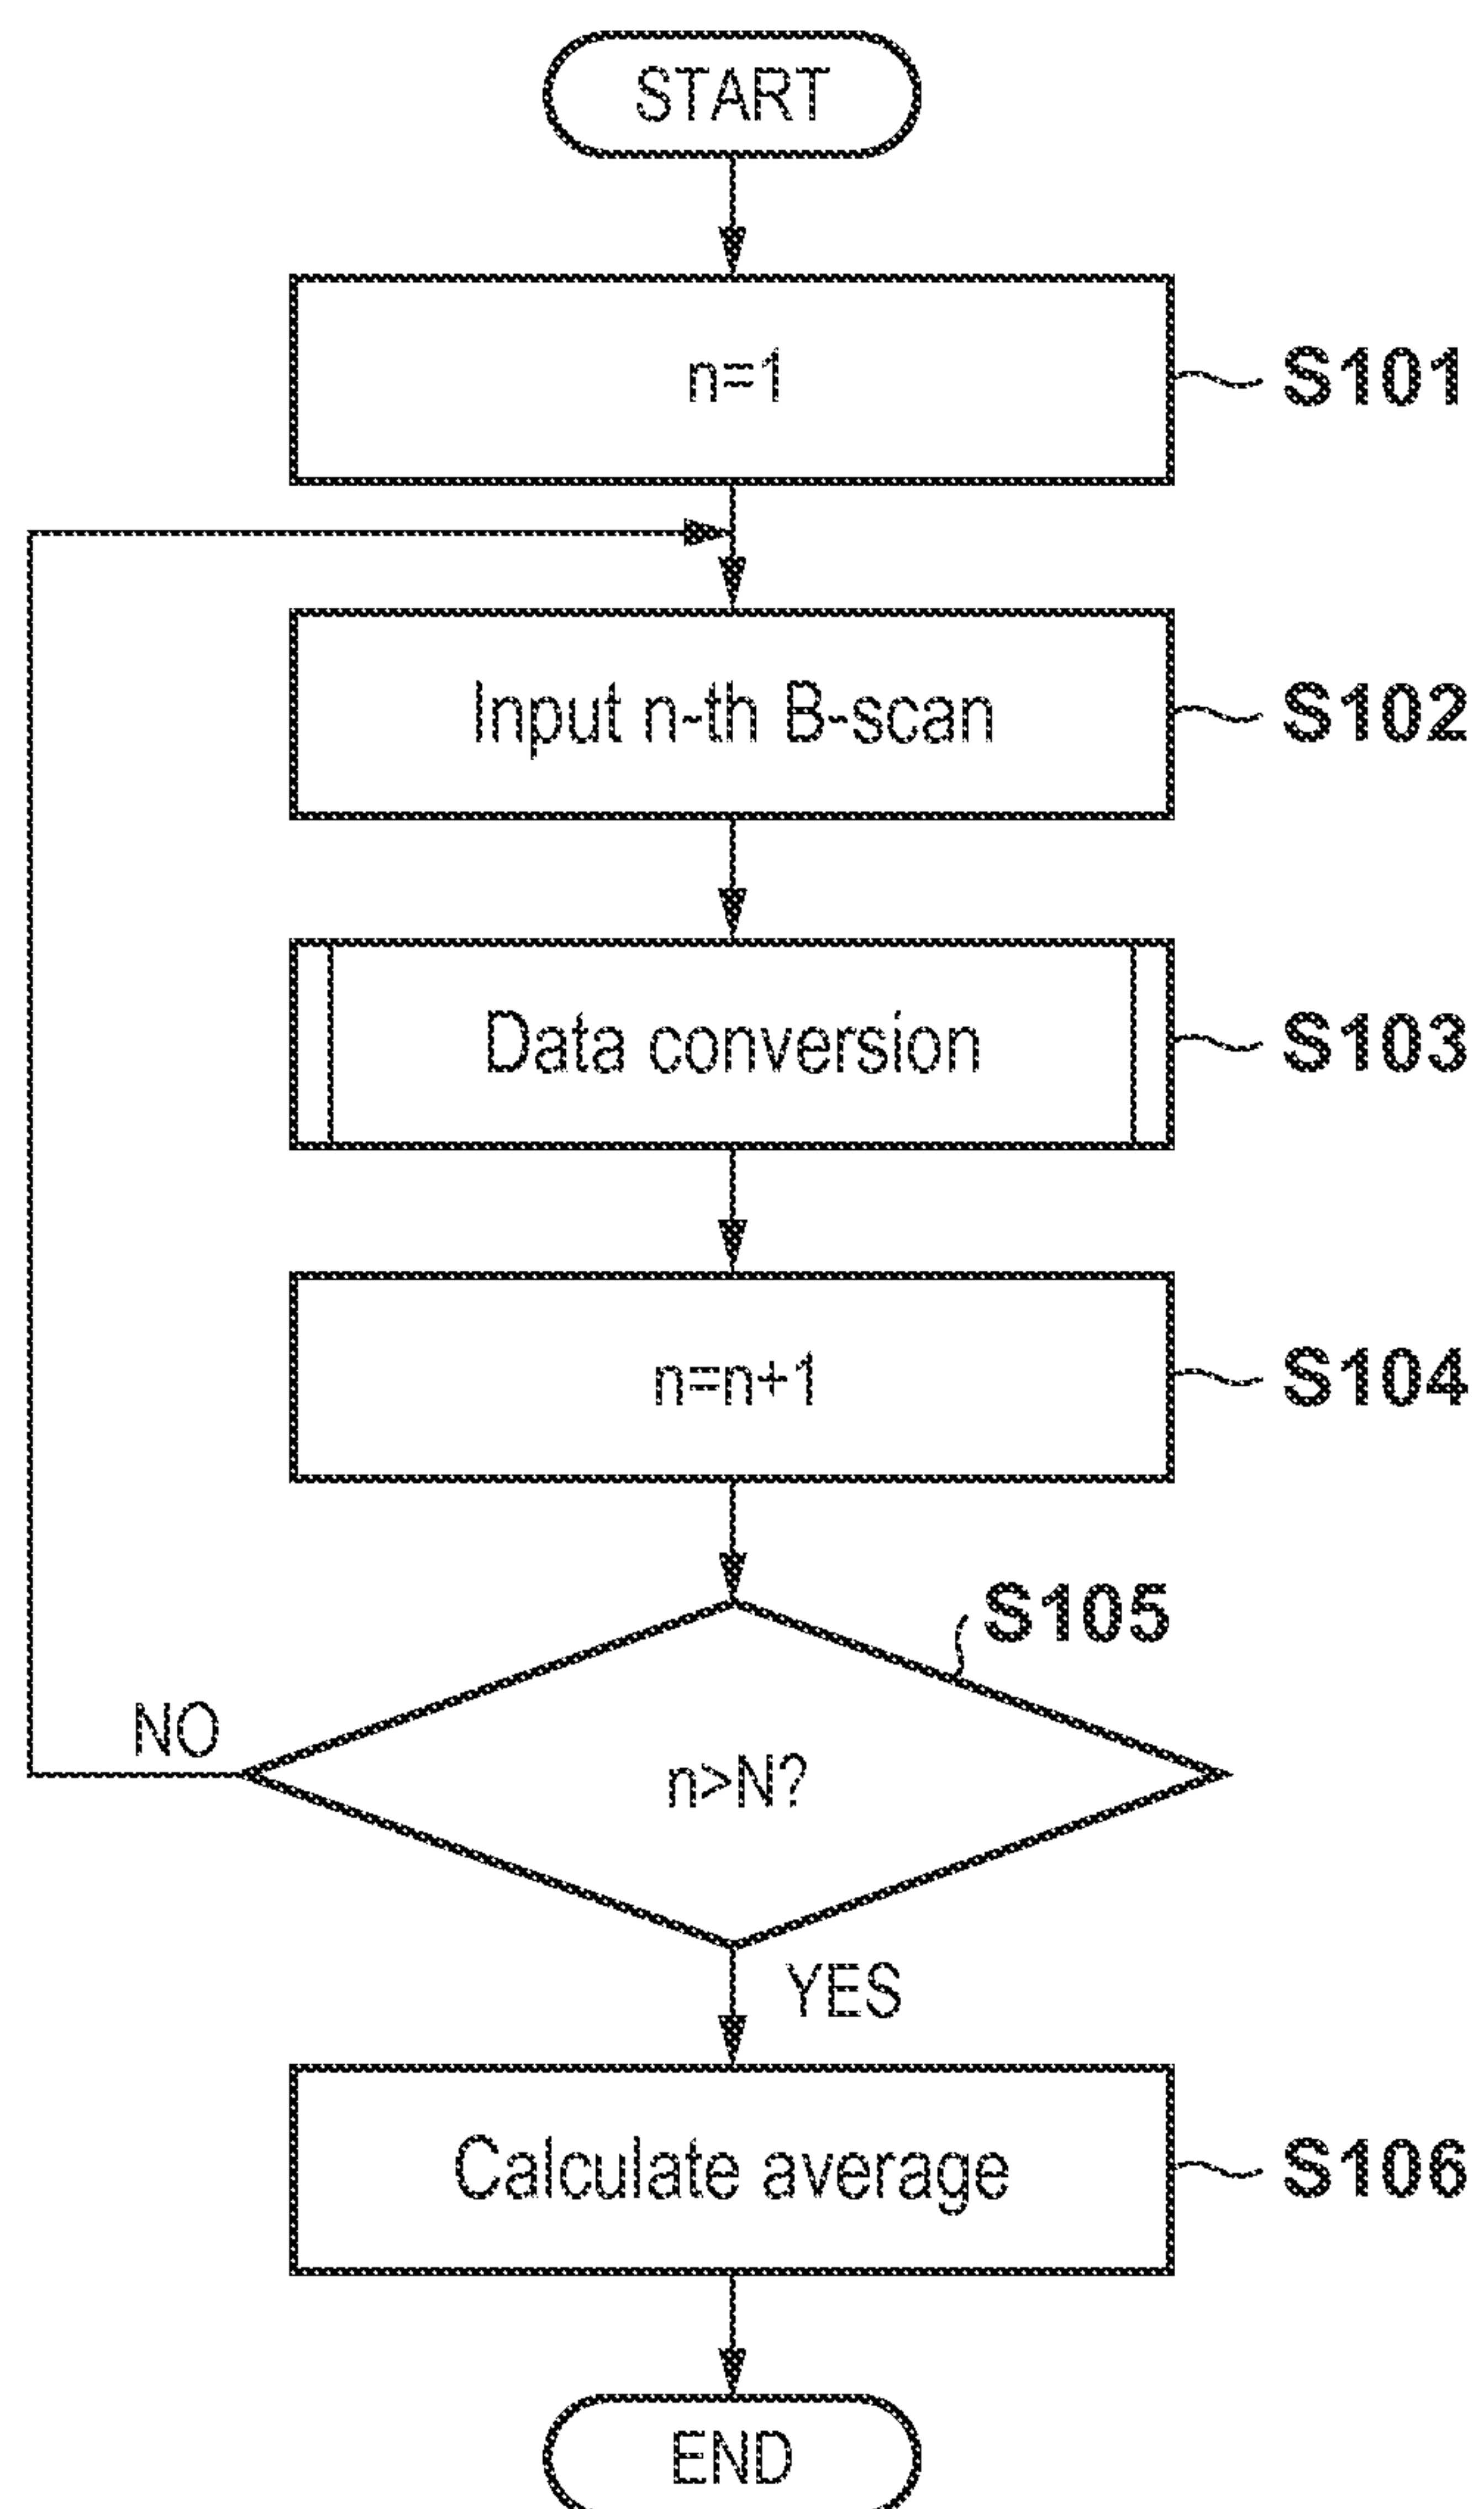 START
n=1
S101
Input n-th B-scan
S102
Data conversion
S103
n=n+1
S104
S105
NO
n>N?
YES
Calculate average
S106
END